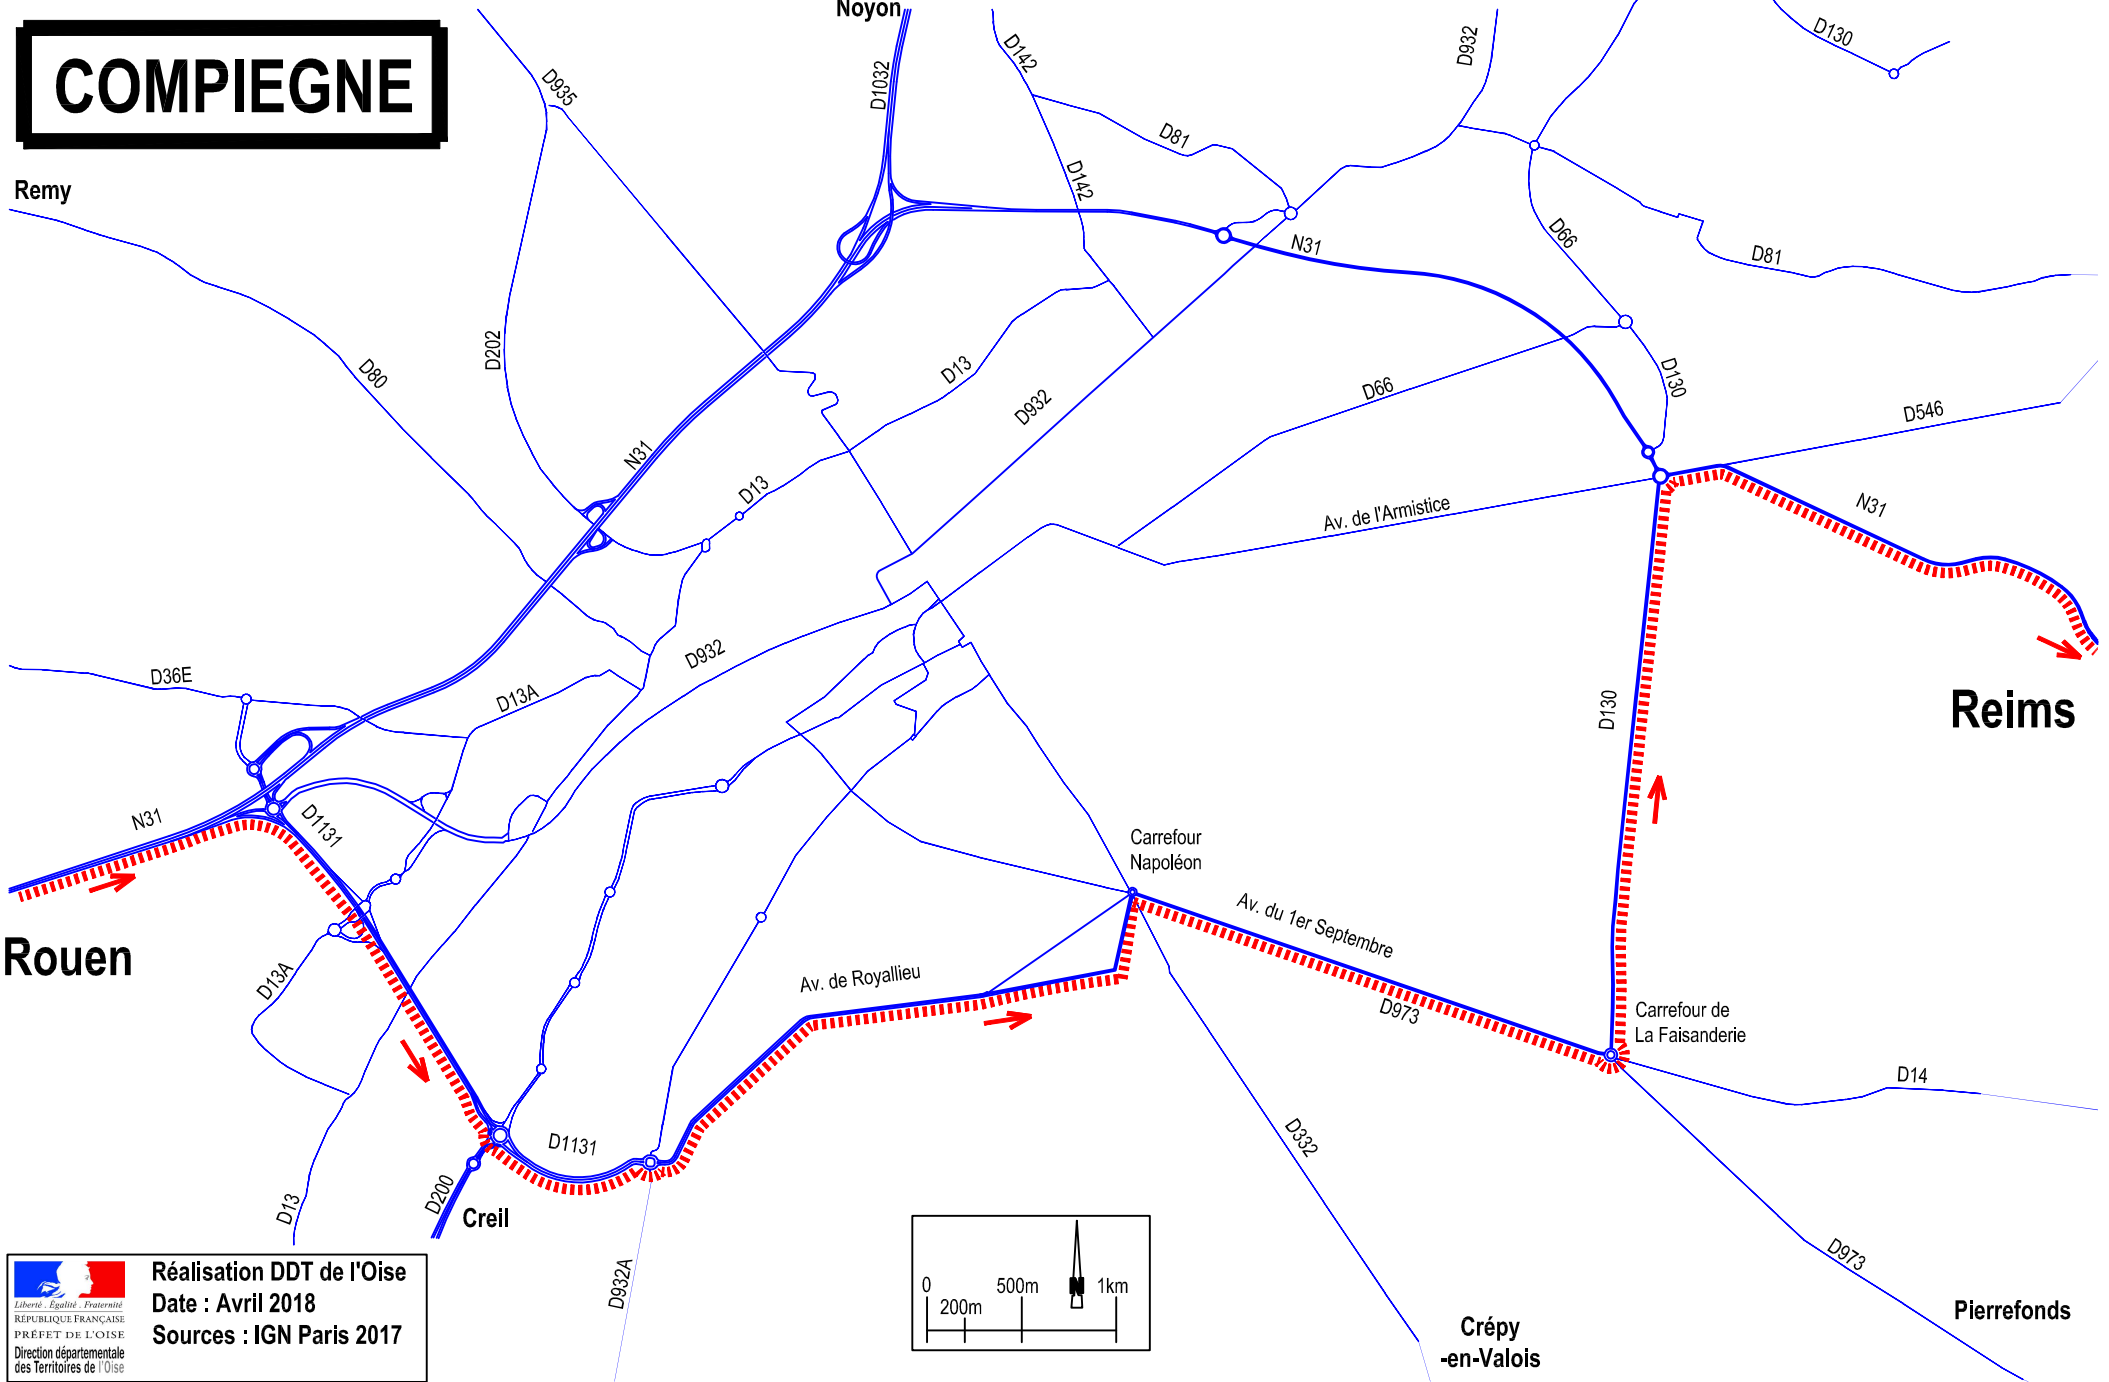 Noyon
COMPIEGNE
D935
D1032
D142
D932
D130
D81
Remy
D142
D66
D81
N31
D202
D80
D13
D932
D66
D130
D546
N31
D13
Av. de l'Armistice
N31
D36E
D932
D13A
D130
Reims
N31
D1131
Carrefour
Napoléon
Av. du 1er Septembre
Rouen
D13A
Av. de Royallieu
D973
Carrefour de
La Faisanderie
D14
D1131
D332
D200
D13
Creil
D932A
D973
Liberté . Égalité . Fraternité
RÉPUBLIQUE FRANÇAISE
PRÉFET DE L'OISE
Direction départementale
des Territoires de l'Oise
Réalisation DDT de l'Oise
Date : Avril 2018
Sources : IGN Paris 2017
0
200m
500m
N
1km
Crépy
-en-Valois
Pierrefonds